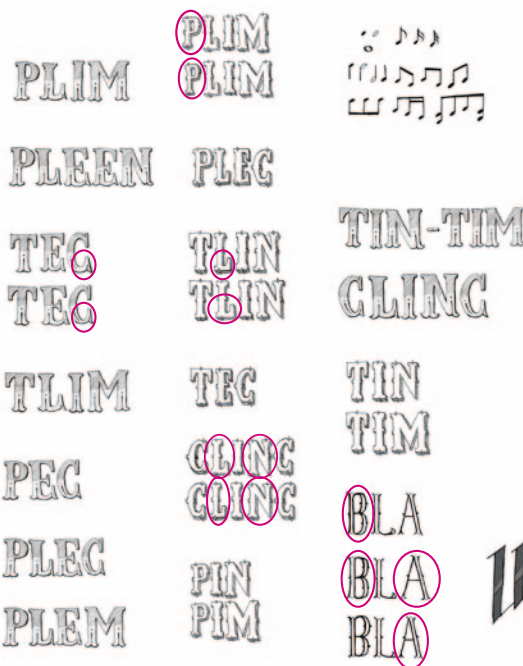 PLIM
PLEEN
TEC
TEC
TLIM
PEC
PLEC
PLEM
PLIM
PLIM
PLEC
TLIN
TLIN
TEC
CLINC
CLINC
PIN
PIM
TIN-TIM
CLINC
TIN
TIM
BLA
BLA
BLA